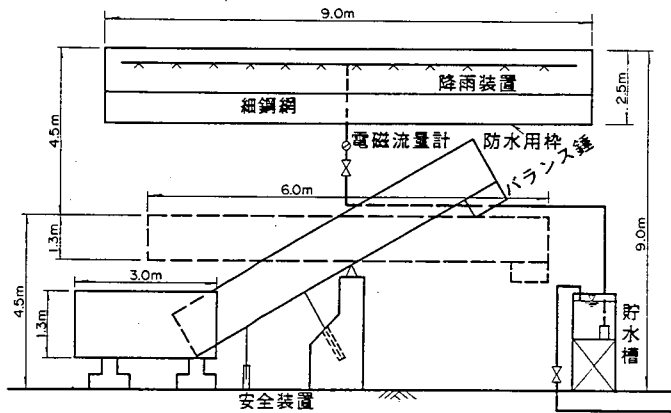 9.0m
降雨装置
細鋼網
2.5m
4.5m
電磁流量計
防水用枠
バランス錘
6.0m
1.3m
4.5m
9.0m
3.0m
1.3m
貯水槽
安全装置